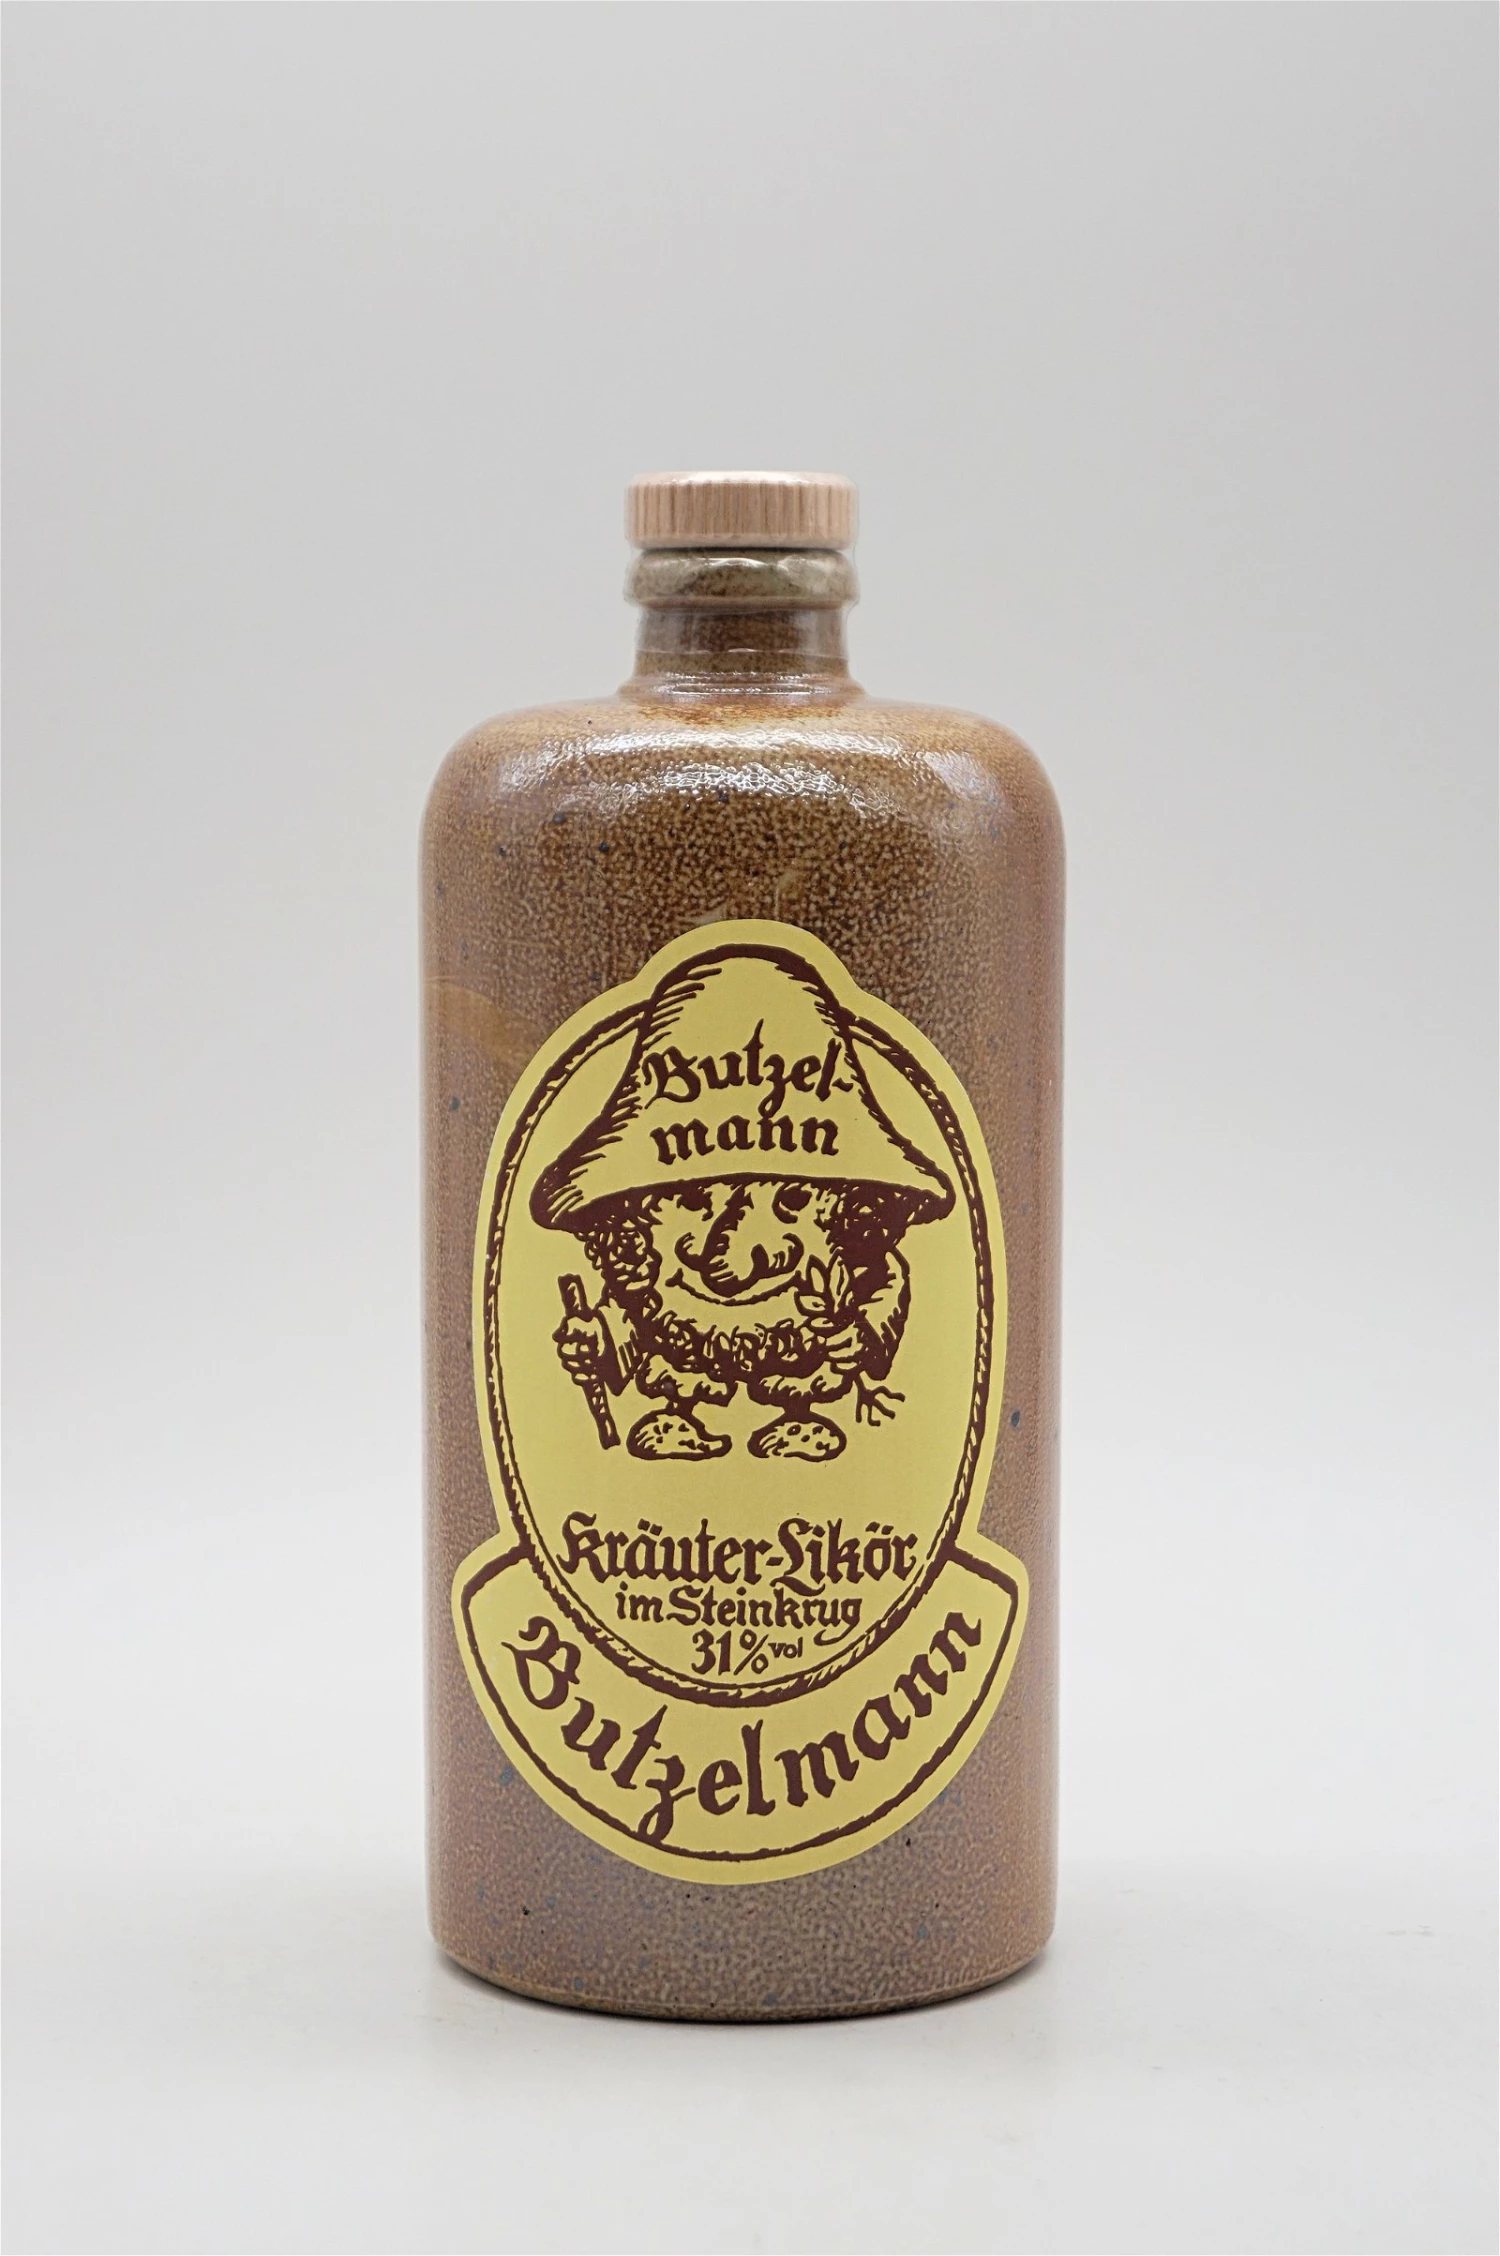 Butzel-
mann
Kräuter-Likör
im Steinkrug
31% vol
Butzelmann